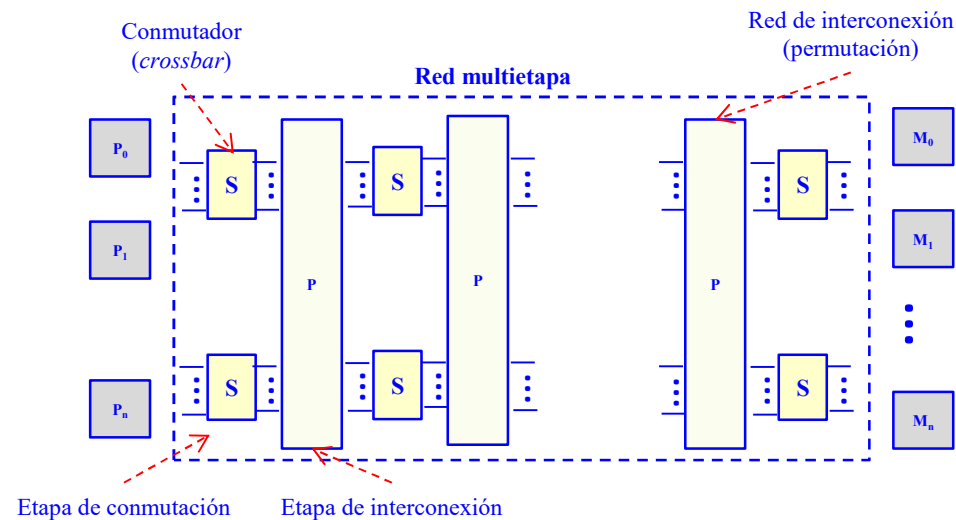 Conmutador
(crossbar)
Red de interconexión
(permutación)
Red multietapa
P₀
P₁
Pₙ
S
S
P
S
S
P
P
S
S
M₀
M₁
Mₙ
Etapa de conmutación
Etapa de interconexión